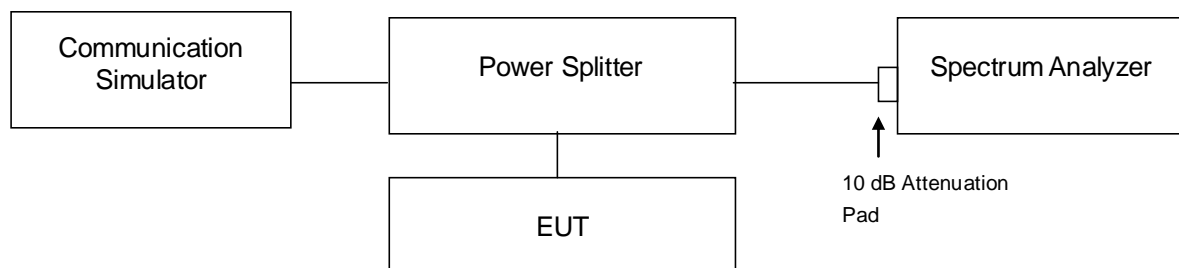 Communication
Simulator
Power Splitter
Spectrum Analyzer
10 dB Attenuation
Pad
EUT